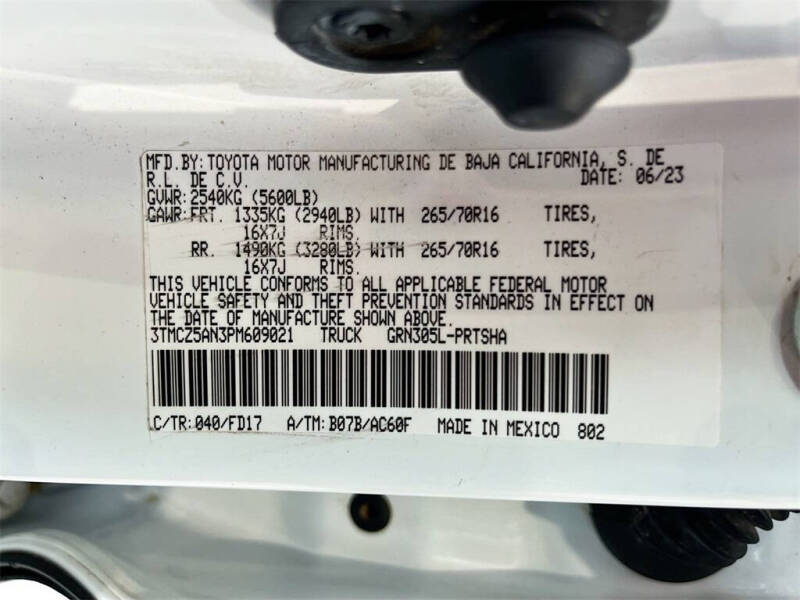 MFD.BY: TOYOTA MOTOR MANUFACTURING DE BAJA CALIFORNIA, S. DE
R.L. DE C.V. DATE: 06/23
GVWR: 2540KG (5600LB)
GAWR: FRT. 1335KG (2940LB) WITH 265/70R16 TIRES,
16X7J RIMS.
RR. 1490KG (3280LB) WITH 265/70R16 TIRES,
16X7J RIMS.
THIS VEHICLE CONFORMS TO ALL APPLICABLE FEDERAL MOTOR
VEHICLE SAFETY AND THEFT PREVENTION STANDARDS IN EFFECT ON
THE DATE OF MANUFACTURE SHOWN ABOVE.
3TMCZ5AN3PM609021 TRUCK GRN305L-PRTSHA
C/TR: 040/FD17 A/TM: B07B/AC60F MADE IN MEXICO 802